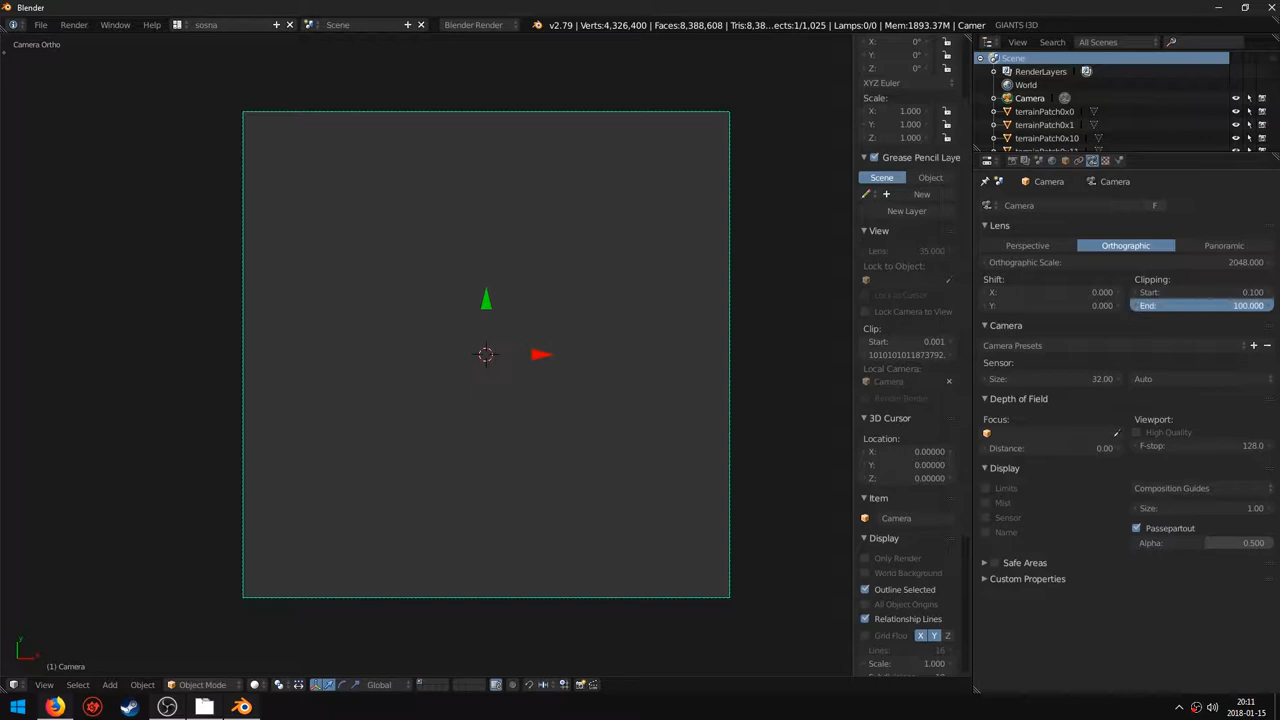 Blender
File Render Window Help sosna Scene Blender Render v2.79 | Verts:4,326,400 | Faces:8,388,608 | Tris:8,38...ects:1/1,025 | Lamps:0/0 | Mem:1893.37M | Camer GIANTS I3D
Camera Ortho
X: 0°
Y: 0°
Z: 0°
XYZ Euler
Scale:
X: 1.000
Y: 1.000
Z: 1.000
Grease Pencil Laye
Scene Object
New
New Layer
View
Lens: 35.000
Lock to Object:
Lock to Cursor
Lock Camera to View
Clip:
Start: 0.001
1010101011873792.
Local Camera:
Camera
Render Border
3D Cursor
Location:
X: 0.00000
Y: 0.00000
Z: 0.00000
Item
Camera
Display
Only Render
World Background
Outline Selected
All Object Origins
Relationship Lines
Grid Floo X Y Z
Lines: 16
Scale: 1.000
View Search All Scenes
Scene
RenderLayers
World
Camera
terrainPatch0x0
terrainPatch0x1
terrainPatch0x10
terrainPatch0x11
Camera Camera
Camera F
Lens
Perspective Orthographic Panoramic
Orthographic Scale: 2048.000
Shift: Clipping:
X: 0.000 Start: 0.100
Y: 0.000 End: 100.000
Camera
Camera Presets
Sensor:
Size: 32.00 Auto
Depth of Field
Focus: Viewport:
High Quality
Distance: 0.00 F-stop: 128.0
Display
Limits Composition Guides
Mist
Size: 1.00
Sensor
Passepartout
Name
Alpha: 0.500
Safe Areas
Custom Properties
y
x
(1) Camera
View Select Add Object Object Mode Global
20:11
2018-01-15